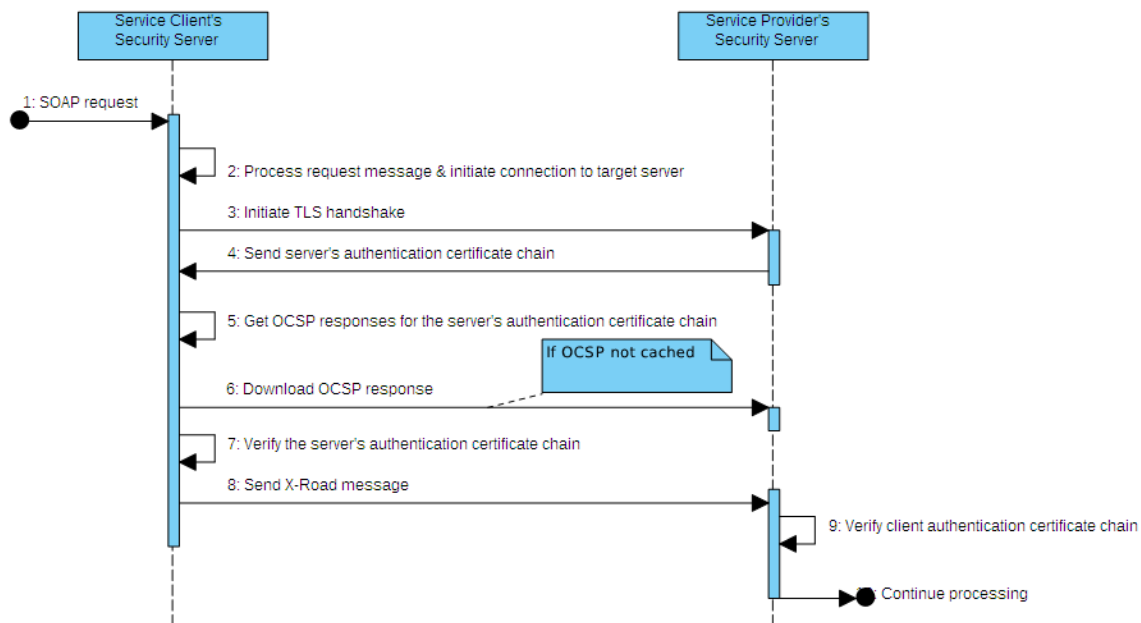 Service Client's
Security Server
Service Provider's
Security Server
1: SOAP request
2: Process request message & initiate connection to target server
3: Initiate TLS handshake
4: Send server's authentication certificate chain
5: Get OCSP responses for the server's authentication certificate chain
If OCSP not cached
6: Download OCSP response
7: Verify the server's authentication certificate chain
8: Send X-Road message
9: Verify client authentication certificate chain
Continue processing